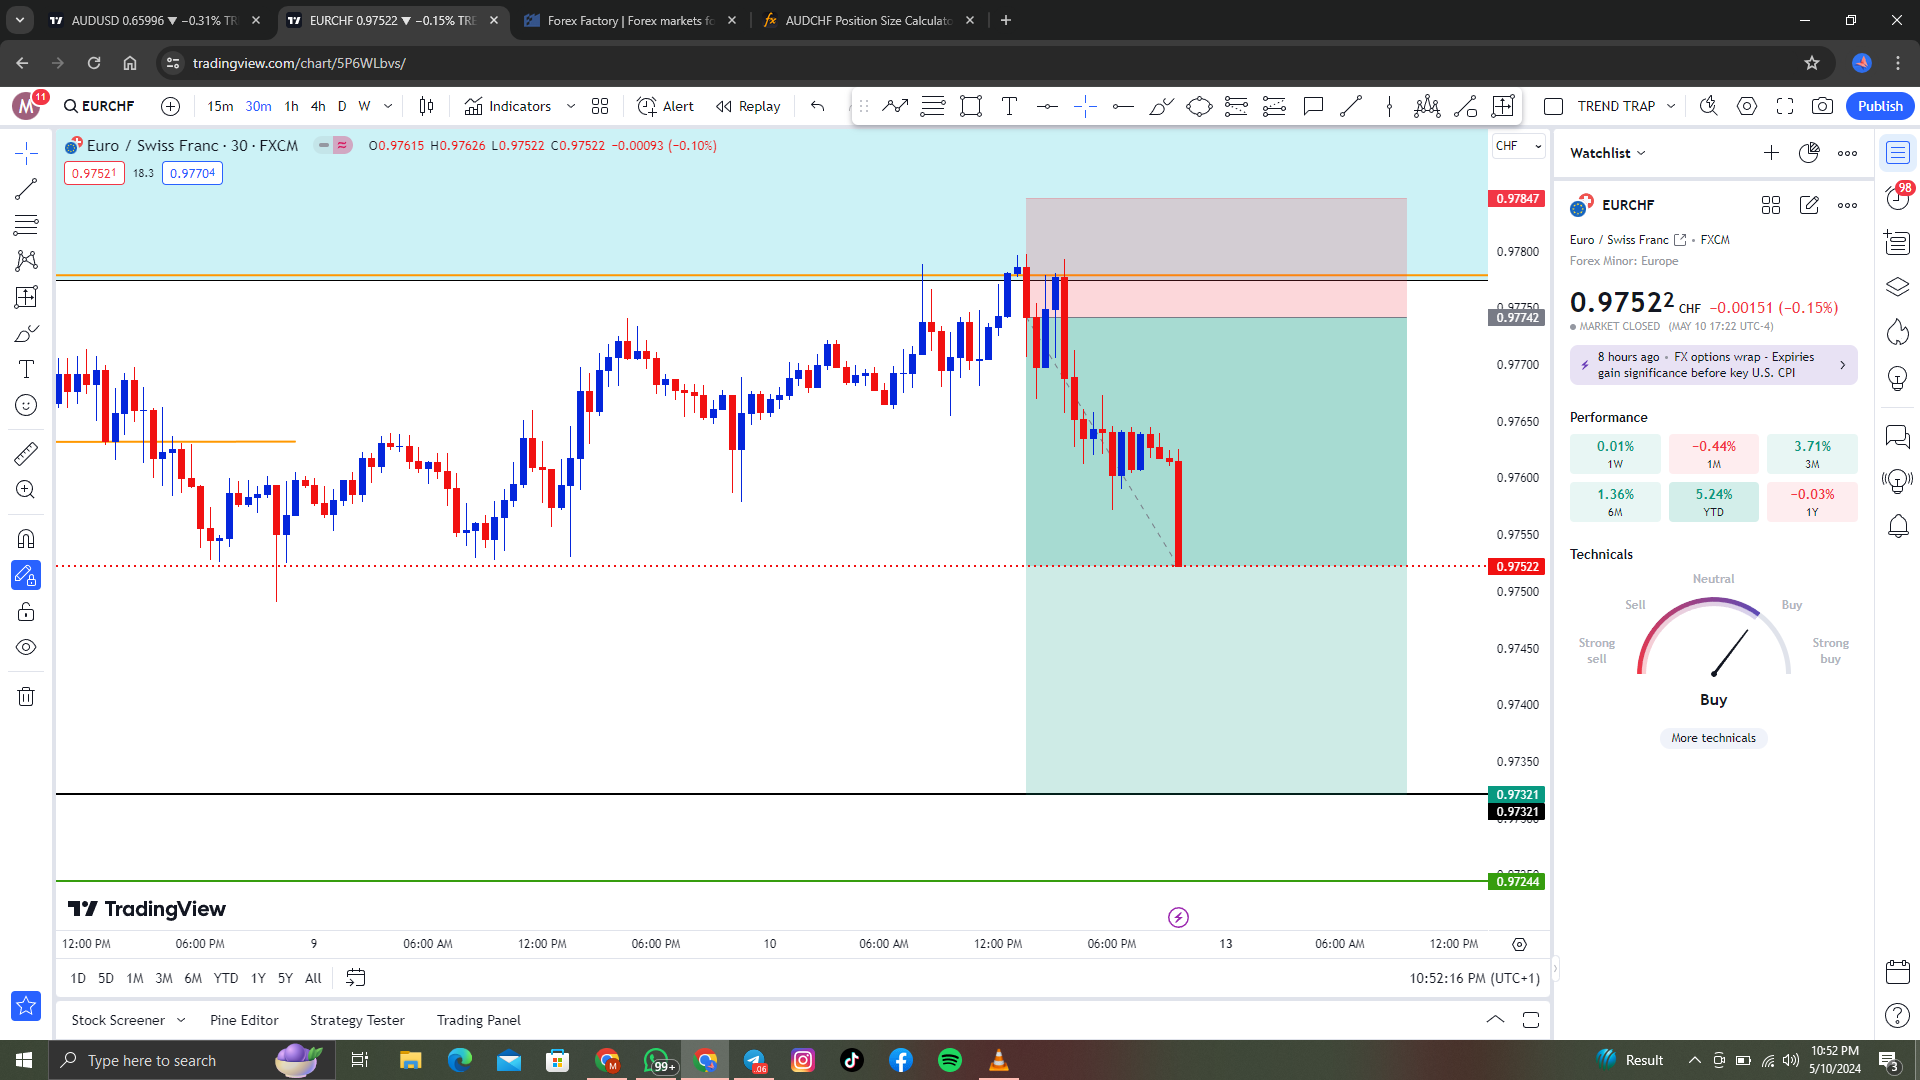 AUDUSD 0.65996 ▼ −0.31% TR
EURCHF 0.97522 ▼ −0.15% TRE
Forex Factory | Forex markets fo
AUDCHF Position Size Calculato
tradingview.com/chart/5P6WLbvs/
M 11 EURCHF 15m 30m 1h 4h D W Indicators Alert Replay TREND TRAP Publish
Euro / Swiss Franc · 30 · FXCM O0.97615 H0.97626 L0.97522 C0.97522 −0.00093 (−0.10%)
0.97521 18.3 0.97704
CHF
0.97847
0.97800
0.97750
0.97742
0.97700
0.97650
0.97600
0.97550
0.97522
0.97500
0.97450
0.97400
0.97350
0.97321
0.97321
0.97244
TradingView
12:00 PM 06:00 PM 9 06:00 AM 12:00 PM 06:00 PM 10 06:00 AM 12:00 PM 06:00 PM 13 06:00 AM 12:00 PM
1D 5D 1M 3M 6M YTD 1Y 5Y All 10:52:16 PM (UTC+1)
Stock Screener Pine Editor Strategy Tester Trading Panel
Watchlist
98
EURCHF
Euro / Swiss Franc • FXCM
Forex Minor: Europe
0.97522 CHF −0.00151 (−0.15%)
MARKET CLOSED (MAY 10 17:22 UTC-4)
8 hours ago • FX options wrap - Expiries
gain significance before key U.S. CPI
Performance
0.01% −0.44% 3.71%
1W 1M 3M
1.36% 5.24% −0.03%
6M YTD 1Y
Technicals
Neutral
Sell Buy
Strong sell Strong buy
Buy
More technicals
Type here to search
M
99+
.06
Result
10:52 PM
5/10/2024
3